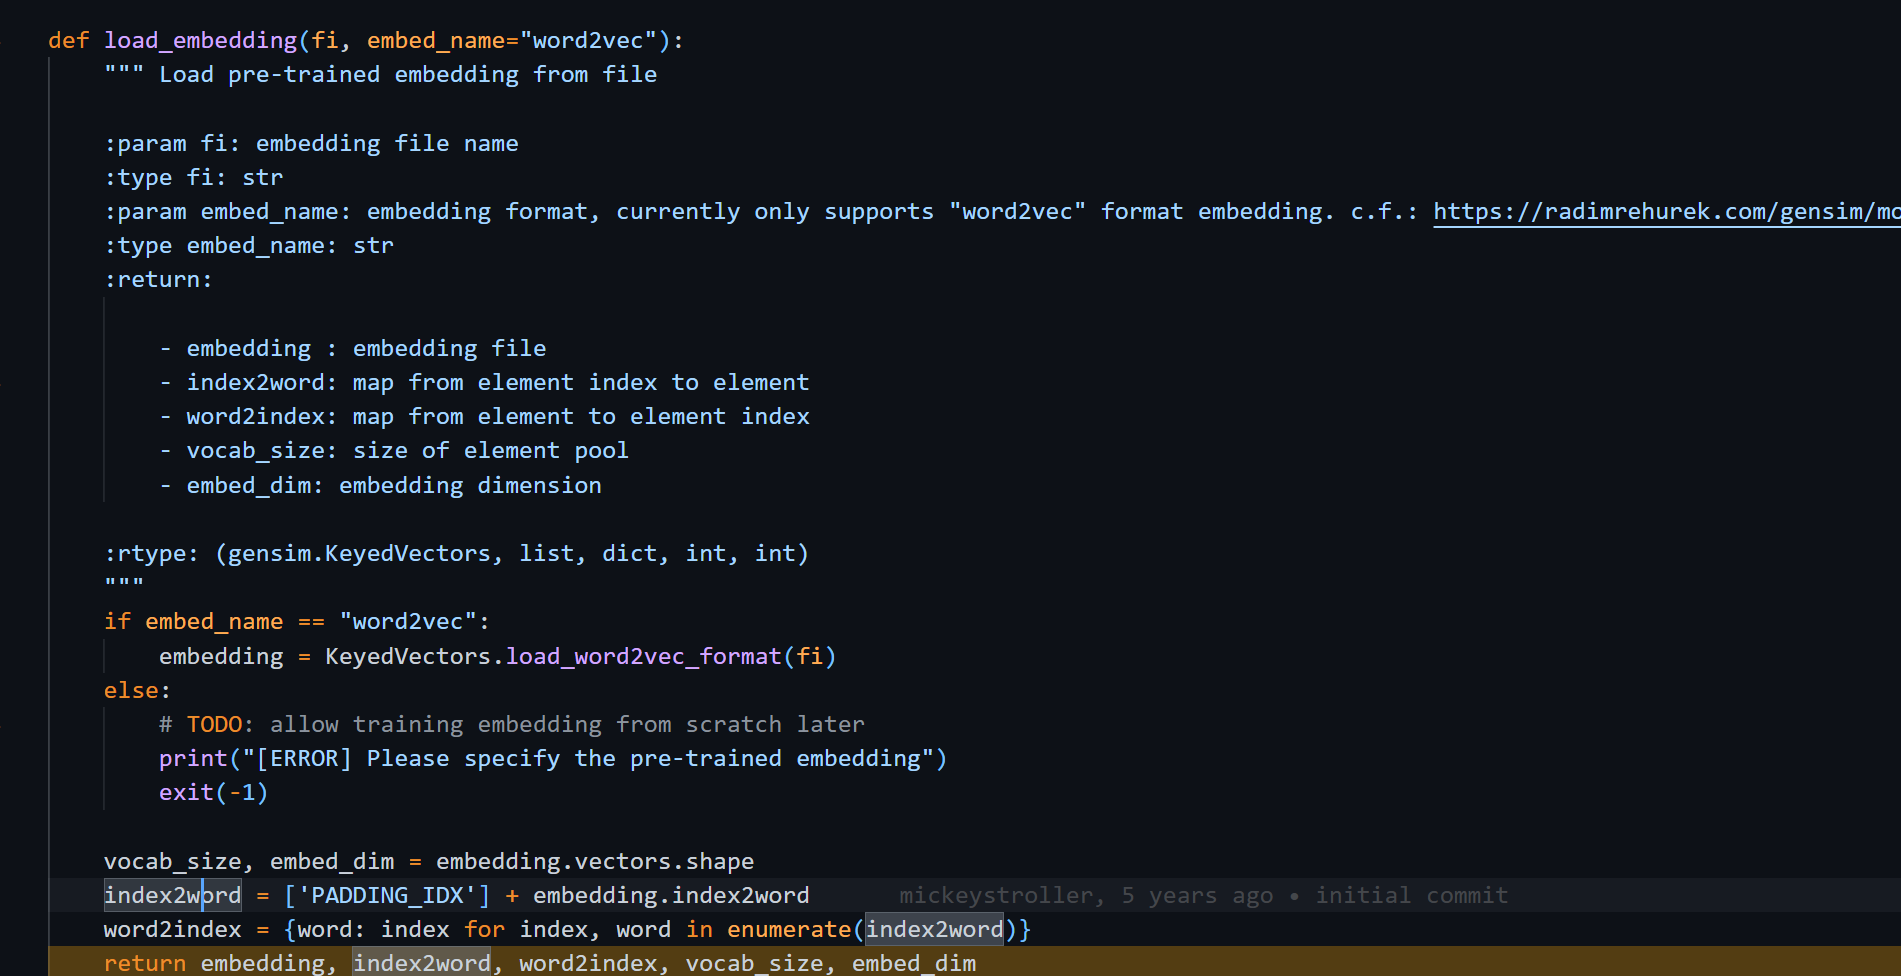 def load_embedding(fi, embed_name="word2vec"):
""" Load pre-trained embedding from file
:param fi: embedding file name
:type fi: str
:param embed_name: embedding format, currently only supports "word2vec" format embedding. c.f.: https://radimrehurek.com/gensim/mo
:type embed_name: str
:return:
- embedding : embedding file
- index2word: map from element index to element
- word2index: map from element to element index
- vocab_size: size of element pool
- embed_dim: embedding dimension
:rtype: (gensim.KeyedVectors, list, dict, int, int)
"""
if embed_name == "word2vec":
embedding = KeyedVectors.load_word2vec_format(fi)
else:
# TODO: allow training embedding from scratch later
print("[ERROR] Please specify the pre-trained embedding")
exit(-1)
vocab_size, embed_dim = embedding.vectors.shape
index2word = ['PADDING_IDX'] + embedding.index2word mickeystroller, 5 years ago • initial commit
word2index = {word: index for index, word in enumerate(index2word)}
return embedding, index2word, word2index, vocab_size, embed_dim